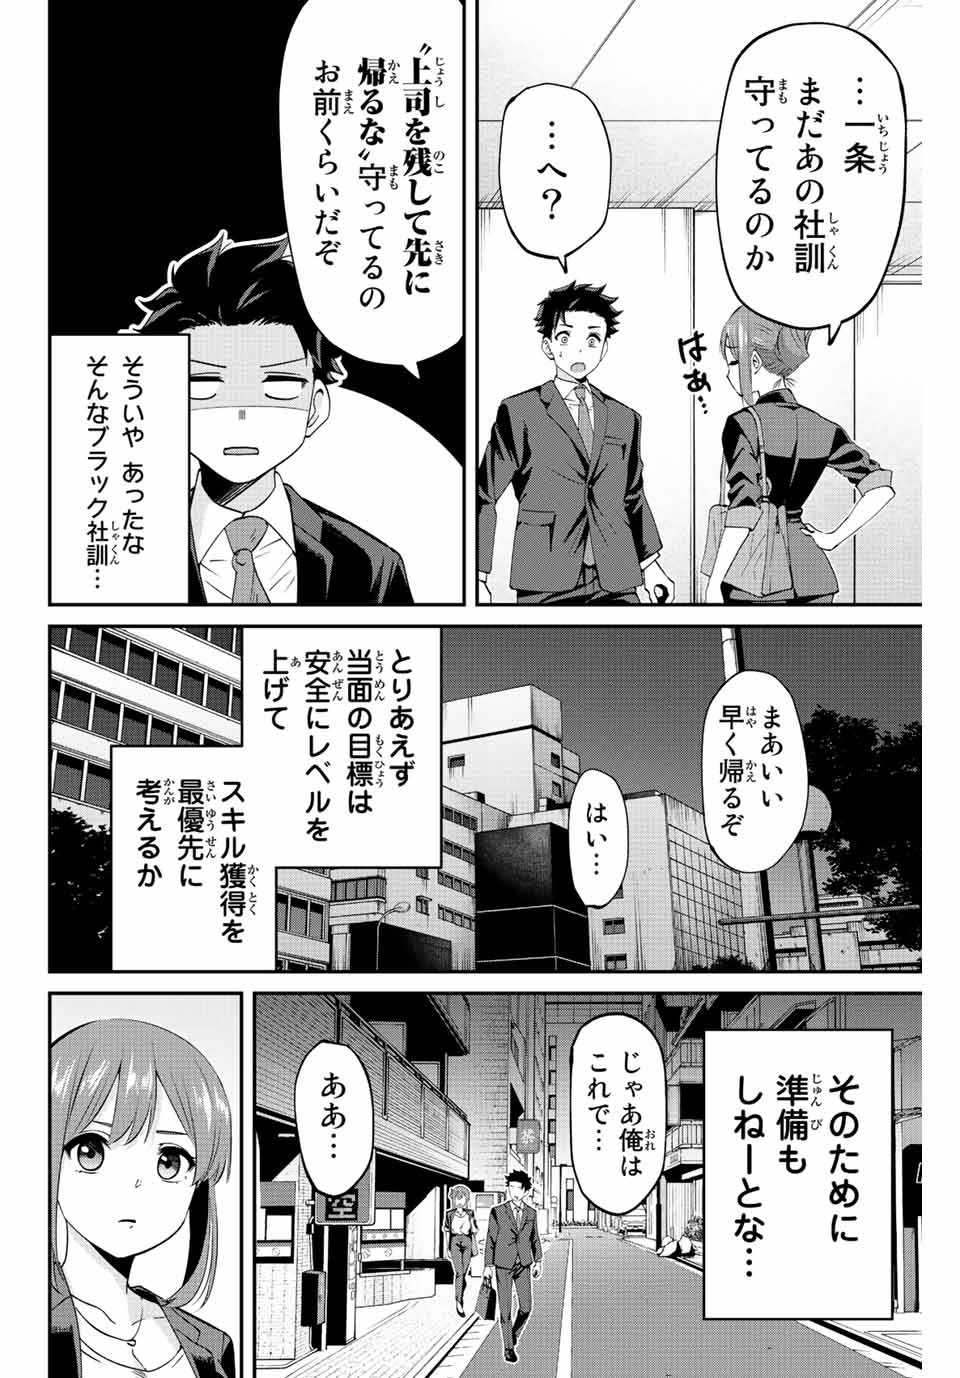 …一条
まだあの社訓
守ってるのか
…へ？
はぁ…
〝上司を残して先に
帰るな〟守ってるの
お前くらいだぞ
そういや あったな
そんなブラック社訓…
まあいい
早く帰るぞ
はい…
とりあえず
当面の目標は
安全にレベルを
上げて
スキル獲得を
最優先に
考えるか
そのために
準備も
しねーとな…
じゃあ俺は
これで…
ああ…
空